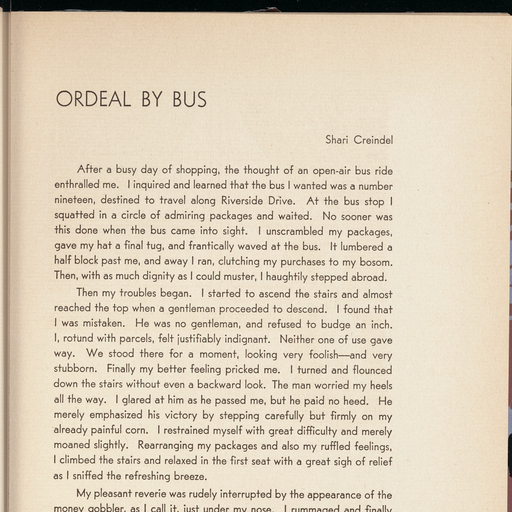 ORDEAL BY BUS
Shari Creindel
After a busy day of shopping, the thought of an open-air bus ride
enthralled me. I inquired and learned that the bus I wanted was a number
nineteen, destined to travel along Riverside Drive. At the bus stop I
squatted in a circle of admiring packages and waited. No sooner was
this done when the bus came into sight. I unscrambled my packages,
gave my hat a final tug, and frantically waved at the bus. It lumbered a
half block past me, and away I ran, clutching my purchases to my bosom.
Then, with as much dignity as I could muster, I haughtily stepped abroad.
Then my troubles began. I started to ascend the stairs and almost
reached the top when a gentleman proceeded to descend. I found that
I was mistaken. He was no gentleman, and refused to budge an inch.
I, rotund with parcels, felt justifiably indignant. Neither one of use gave
way. We stood there for a moment, looking very foolish—and very
stubborn. Finally my better feeling pricked me. I turned and flounced
down the stairs without even a backward look. The man worried my heels
all the way. I glared at him as he passed me, but he paid no heed. He
merely emphasized his victory by stepping carefully but firmly on my
already painful corn. I restrained myself with great difficulty and merely
moaned slightly. Rearranging my packages and also my ruffled feelings,
I climbed the stairs and relaxed in the first seat with a great sigh of relief
as I sniffed the refreshing breeze.
My pleasant reverie was rudely interrupted by the appearance of the
money gobbler, as I call it, just under my nose. I rummaged and finally